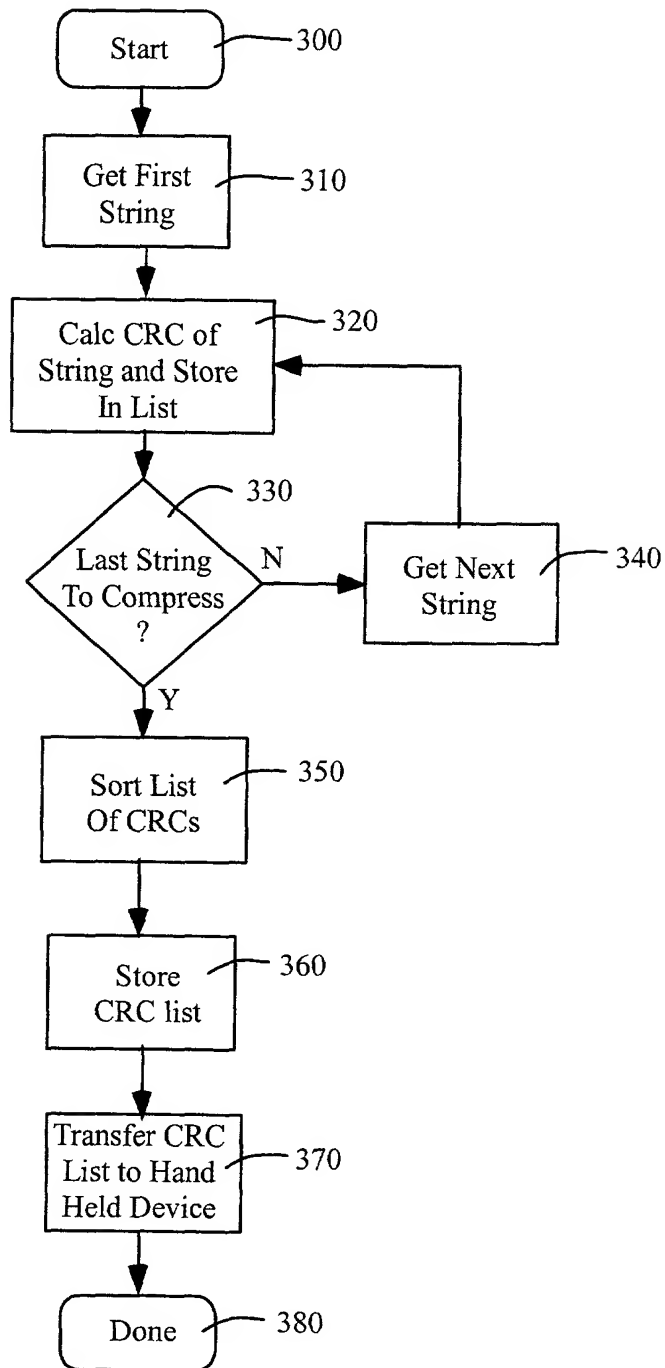 Start
300
Get First
String
310
Calc CRC of
String and Store
In List
320
330
Last String
To Compress
?
N
Get Next
String
340
Y
Sort List
Of CRCs
350
Store
CRC list
360
Transfer CRC
List to Hand
Held Device
370
Done
380